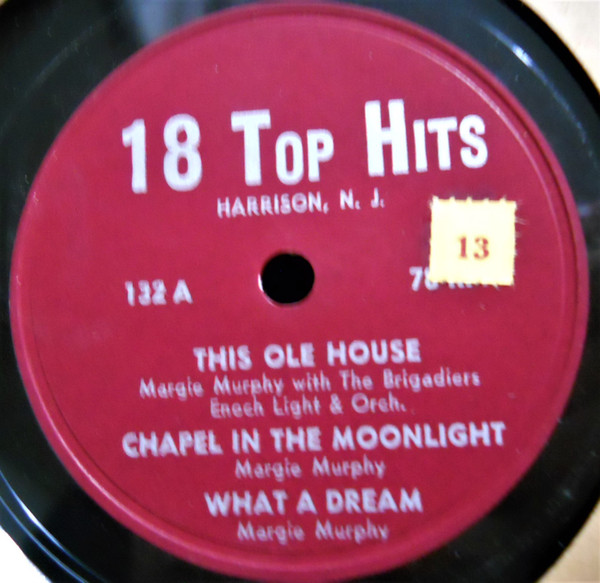 18 TOP HITS
HARRISON, N. J.
13
132 A
78
THIS OLE HOUSE
Margie Murphy with The Brigadiers
Enoch Light & Orch.
CHAPEL IN THE MOONLIGHT
Margie Murphy
WHAT A DREAM
Margie Murphy